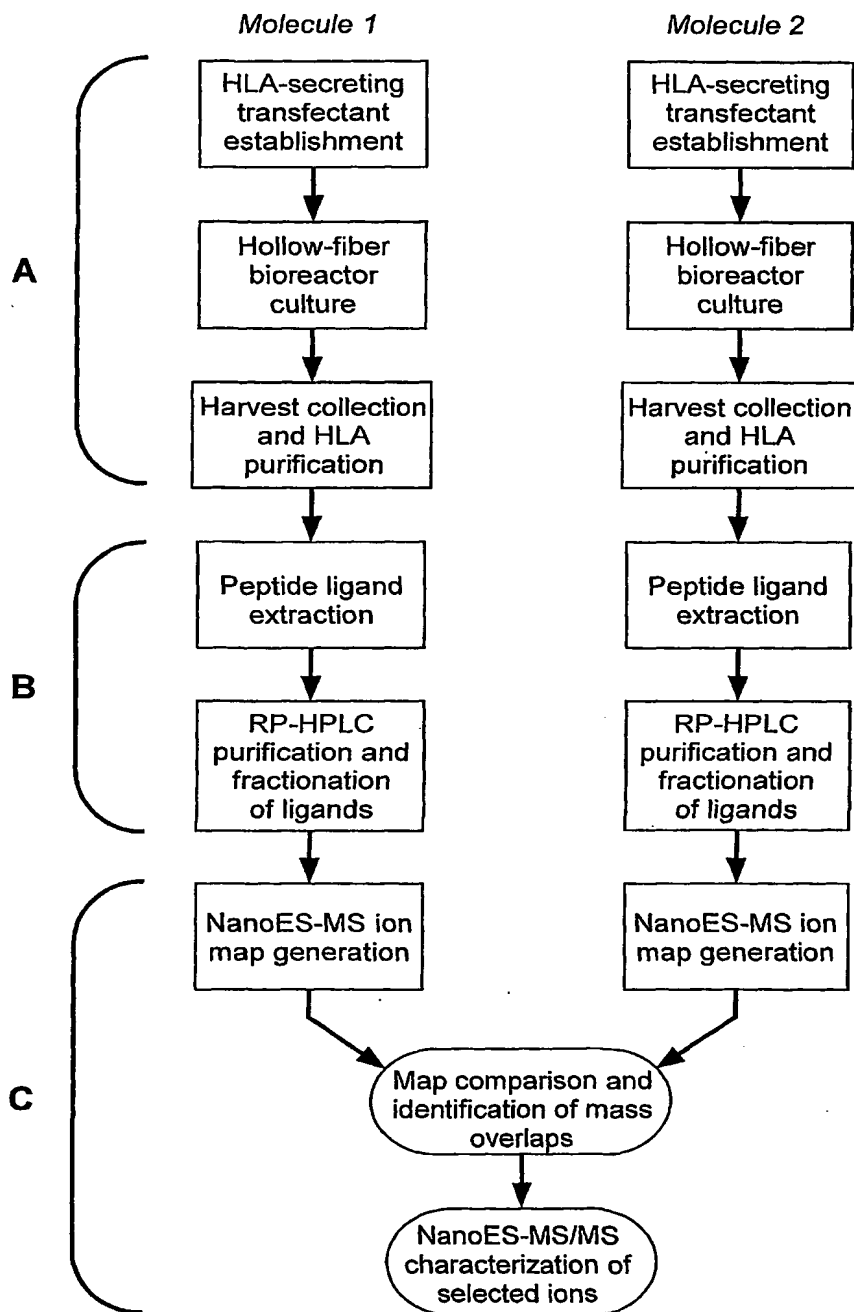 Molecule 1
Molecule 2
HLA-secreting
transfectant
establishment
HLA-secreting
transfectant
establishment
A
Hollow-fiber
bioreactor
culture
Hollow-fiber
bioreactor
culture
Harvest collection
and HLA
purification
Harvest collection
and HLA
purification
B
Peptide ligand
extraction
Peptide ligand
extraction
RP-HPLC
purification and
fractionation
of ligands
RP-HPLC
purification and
fractionation
of ligands
C
NanoES-MS ion
map generation
NanoES-MS ion
map generation
Map comparison and
identification of mass
overlaps
NanoES-MS/MS
characterization of
selected ions